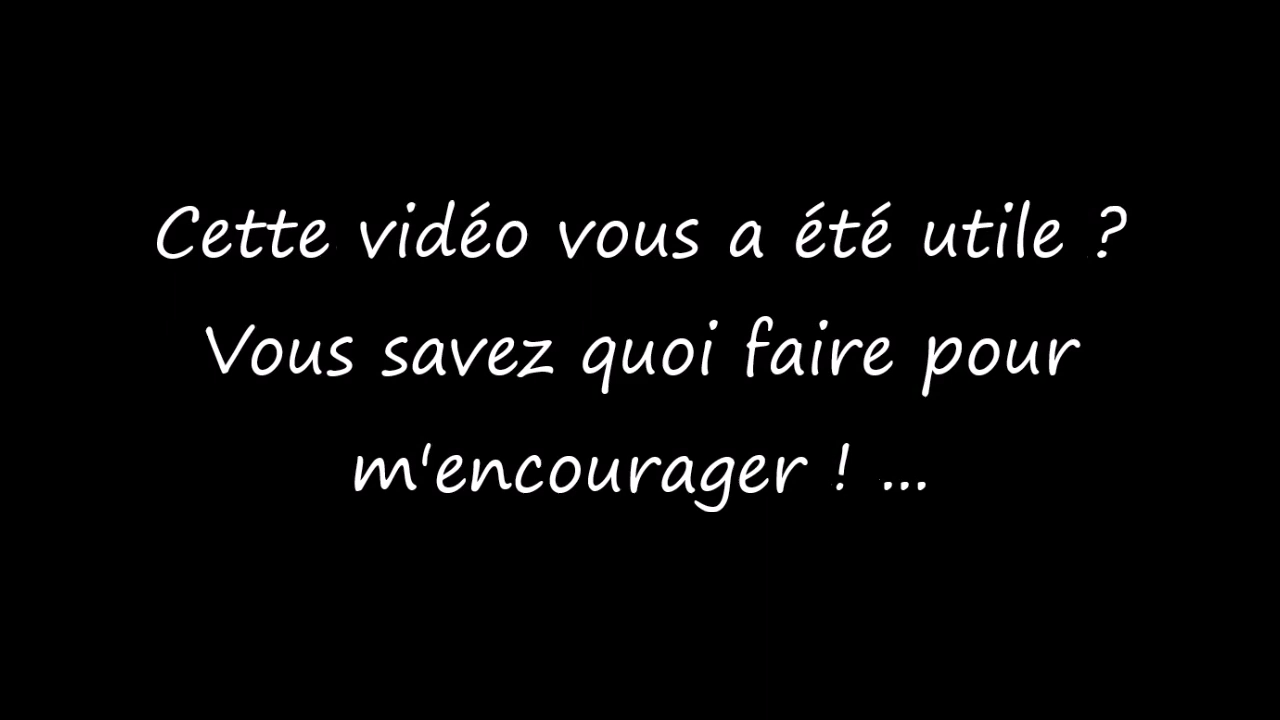 Cette vidéo vous a été utile ?
Vous savez quoi faire pour
m'encourager ! ...